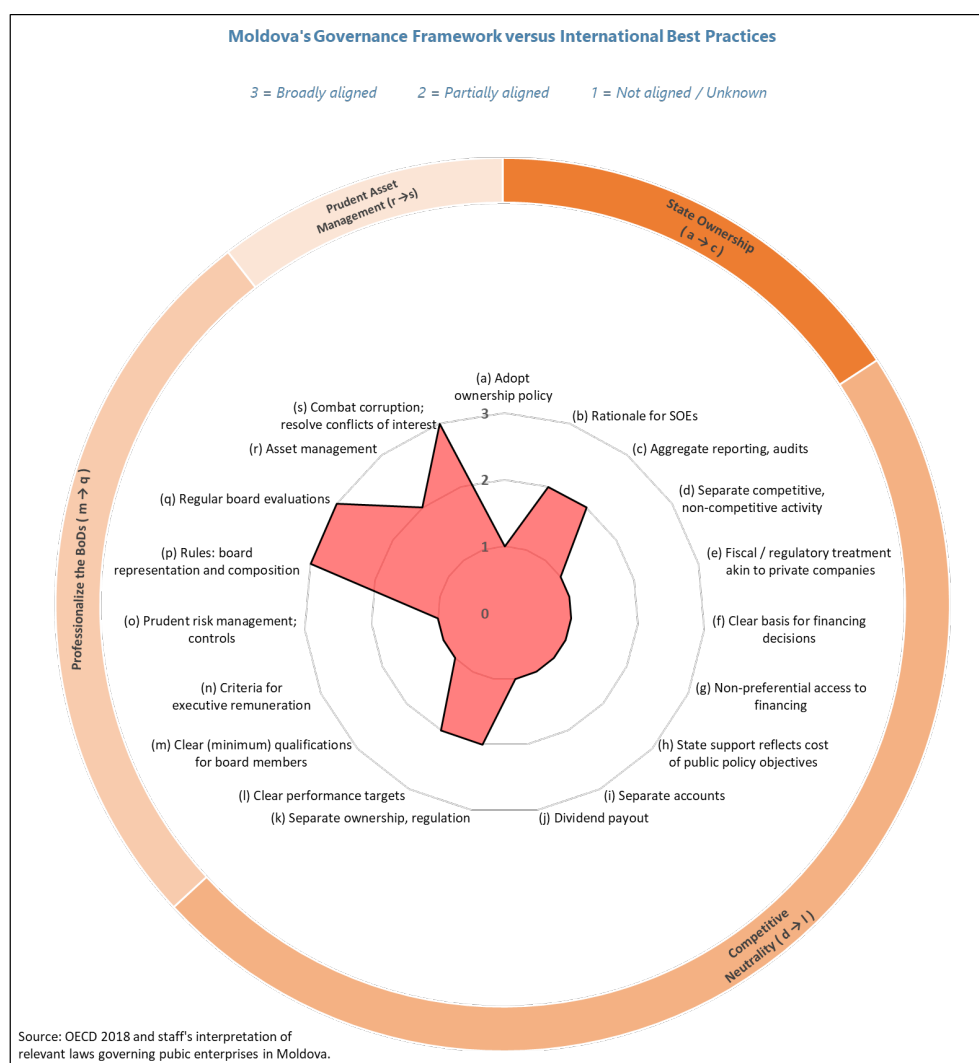 Moldova's Governance Framework versus International Best Practices
3 = Broadly aligned
2 = Partially aligned
1 = Not aligned / Unknown
Prudent Asset
Management (r →s)
State Ownership
( a → c )
Professionalize the BoDs ( m → q )
Competitive
Neutrality ( d → l )
(a) Adopt
ownership policy
(b) Rationale for SOEs
(c) Aggregate reporting, audits
(d) Separate competitive,
non-competitive activity
(e) Fiscal / regulatory treatment
akin to private companies
(f) Clear basis for financing
decisions
(g) Non-preferential access to
financing
(h) State support reflects cost
of public policy objectives
(i) Separate accounts
(j) Dividend payout
(k) Separate ownership, regulation
(l) Clear performance targets
(m) Clear (minimum) qualifications
for board members
(n) Criteria for
executive remuneration
(o) Prudent risk management;
controls
(p) Rules: board
representation and composition
(q) Regular board evaluations
(r) Asset management
(s) Combat corruption;
resolve conflicts of interest
3
2
1
0
Source: OECD 2018 and staff's interpretation of
relevant laws governing pubic enterprises in Moldova.